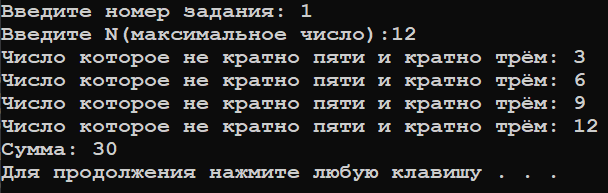 Введите номер задания: 1
Введите N(максимальное число):12
Число которое не кратно пяти и кратно трём: 3
Число которое не кратно пяти и кратно трём: 6
Число которое не кратно пяти и кратно трём: 9
Число которое не кратно пяти и кратно трём: 12
Сумма: 30
Для продолжения нажмите любую клавишу . . .